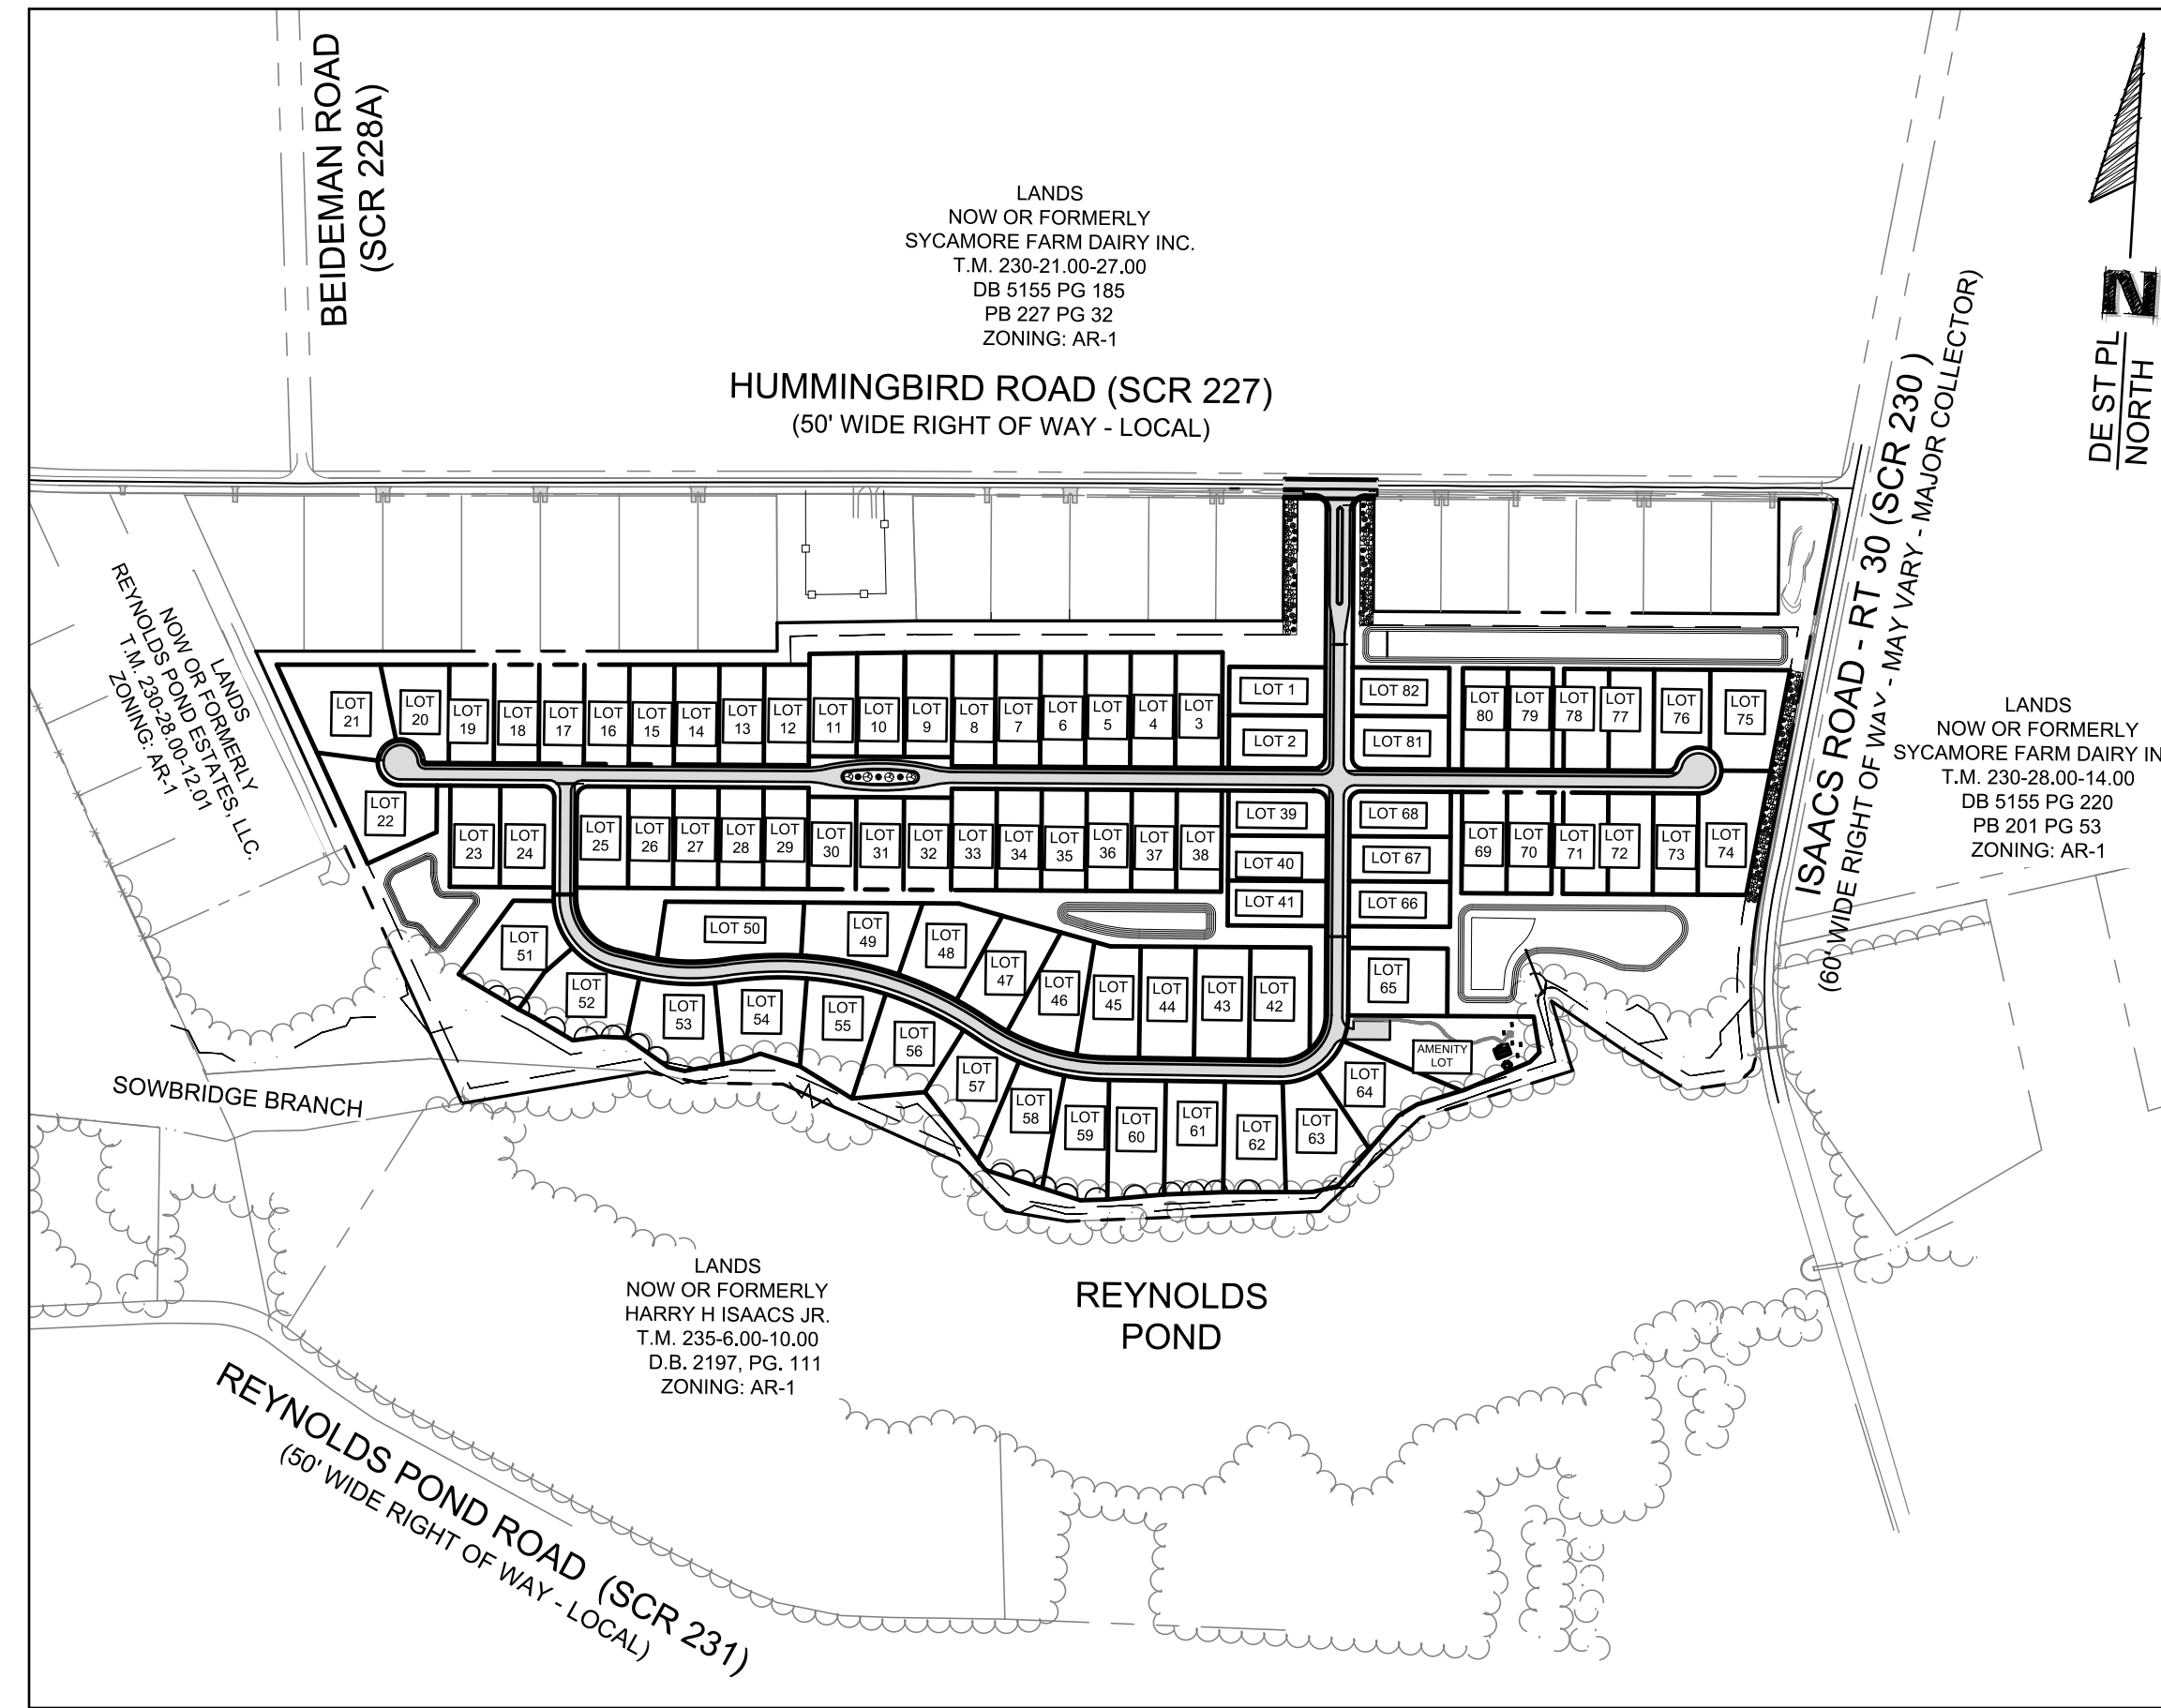 BEIDEMAN ROAD
(SCR 228A)
LANDS
NOW OR FORMERLY
SYCAMORE FARM DAIRY INC.
T.M. 230-21.00-27.00
DB 5155 PG 185
PB 227 PG 32
ZONING: AR-1
HUMMINGBIRD ROAD (SCR 227)
(50' WIDE RIGHT OF WAY - LOCAL)
N
DE ST PL
NORTH
ISAACS ROAD - RT 30 (SCR 230 )
(60' WIDE RIGHT OF WAY - MAY VARY - MAJOR COLLECTOR)
LANDS
NOW OR FORMERLY
REYNOLDS POND ESTATES, LLC.
T.M. 230-28.00-12.01
ZONING: AR-1
LANDS
NOW OR FORMERLY
SYCAMORE FARM DAIRY IN
T.M. 230-28.00-14.00
DB 5155 PG 220
PB 201 PG 53
ZONING: AR-1
LOT
21
LOT
20
LOT
19
LOT
18
LOT
17
LOT
16
LOT
15
LOT
14
LOT
13
LOT
12
LOT
11
LOT
10
LOT
9
LOT
8
LOT
7
LOT
6
LOT
5
LOT
4
LOT
3
LOT 1
LOT 2
LOT 82
LOT 81
LOT
80
LOT
79
LOT
78
LOT
77
LOT
76
LOT
75
LOT
22
LOT
23
LOT
24
LOT
25
LOT
26
LOT
27
LOT
28
LOT
29
LOT
30
LOT
31
LOT
32
LOT
33
LOT
34
LOT
35
LOT
36
LOT
37
LOT
38
LOT 39
LOT 40
LOT 41
LOT 68
LOT 67
LOT 66
LOT
69
LOT
70
LOT
71
LOT
72
LOT
73
LOT
74
LOT
51
LOT 50
LOT
49
LOT
48
LOT
47
LOT
46
LOT
45
LOT
44
LOT
43
LOT
42
LOT
65
LOT
52
LOT
53
LOT
54
LOT
55
LOT
56
LOT
57
LOT
58
LOT
59
LOT
60
LOT
61
LOT
62
LOT
63
LOT
64
AMENITY
LOT
SOWBRIDGE BRANCH
LANDS
NOW OR FORMERLY
HARRY H ISAACS JR.
T.M. 235-6.00-10.00
D.B. 2197, PG. 111
ZONING: AR-1
REYNOLDS
POND
REYNOLDS POND ROAD (SCR 231)
(50' WIDE RIGHT OF WAY - LOCAL)